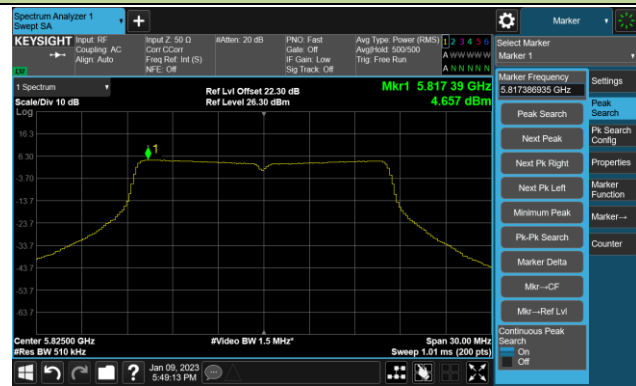 Spectrum Analyzer 1
Swept SA
Marker
KEYSIGHT
Input: RF
Coupling: AC
Align: Auto
Input Z: 50 Ω
Corr CCorr
Freq Ref: Int (S)
NFE: Off
#Atten: 20 dB
PNO: Fast
Gate: Off
IF Gain: Low
Sig Track: Off
Avg Type: Power (RMS)
Avg|Hold: 500/500
Trig: Free Run
1 2 3 4 5 6
A W W W W W
A N N N N N
Select Marker
Marker 1
LXI
1 Spectrum
Scale/Div 10 dB
Log
Ref Lvl Offset 22.30 dB
Ref Level 26.30 dBm
Mkr1 5.817 39 GHz
4.657 dBm
16.3
6.30
-3.70
-13.7
-23.7
-33.7
-43.7
-53.7
-63.7
1
Center 5.82500 GHz
#Res BW 510 kHz
#Video BW 1.5 MHz*
Span 30.00 MHz
Sweep 1.01 ms (200 pts)
Marker Frequency
5.817386935 GHz
Peak Search
Next Peak
Next Pk Right
Next Pk Left
Minimum Peak
Pk-Pk Search
Marker Delta
Mkr→CF
Mkr→Ref Lvl
Continuous Peak
Search
On
Off
Settings
Peak
Search
Pk Search
Config
Properties
Marker
Function
Marker→
Counter
Jan 09, 2023
5:49:13 PM